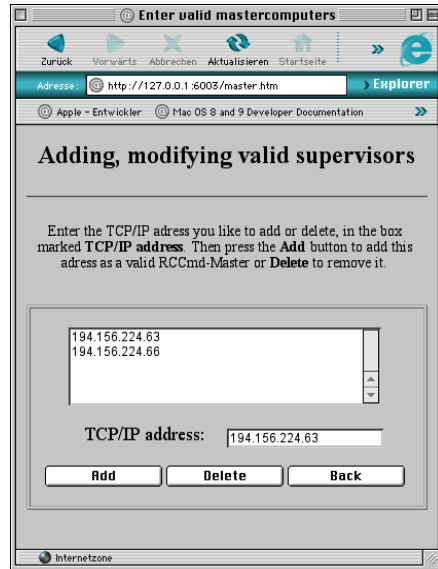 Enter valid mastercomputers
Zurück Vorwärts Abbrechen Aktualisieren Startseite »
Adresse: @ http://127.0.0.1:6003/master.htm › Explorer
@ Apple - Entwickler @ Mac OS 8 and 9 Developer Documentation »
Adding, modifying valid supervisors
Enter the TCP/IP adress you like to add or delete, in the box
marked TCP/IP address. Then press the Add button to add this
adress as a valid RCCmd-Master or Delete to remove it.
194.156.224.63
194.156.224.66
TCP/IP address: 194.156.224.63
Add Delete Back
Internetzone